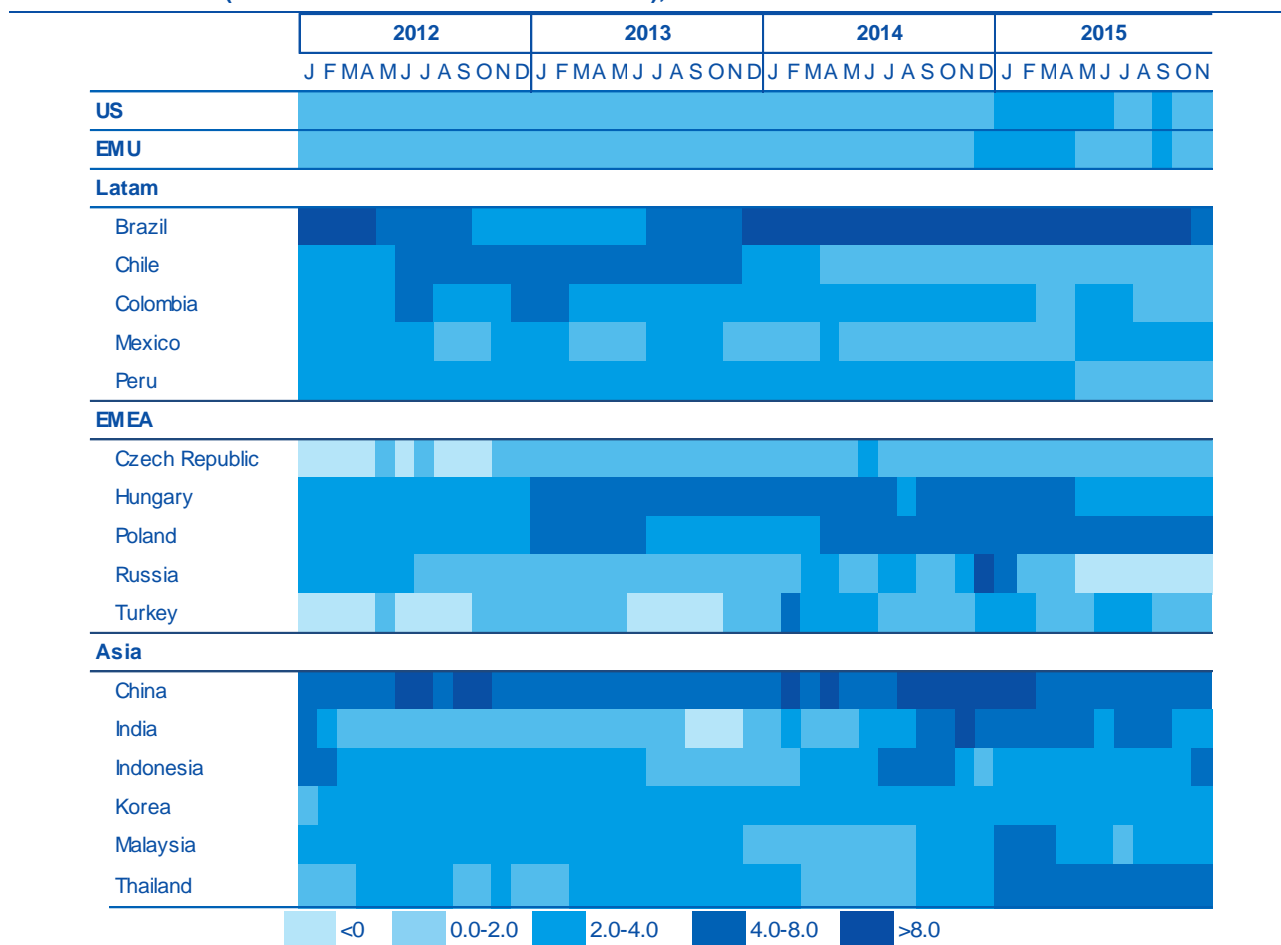 2012 2013 2014 2015
J F M A M J J A S O N D J F M A M J J A S O N D J F M A M J J A S O N D J F M A M J J A S O N
US
EMU
Latam
Brazil
Chile
Colombia
Mexico
Peru
EMEA
Czech Republic
Hungary
Poland
Russia
Turkey
Asia
China
India
Indonesia
Korea
Malaysia
Thailand
<0 0.0-2.0 2.0-4.0 4.0-8.0 >8.0